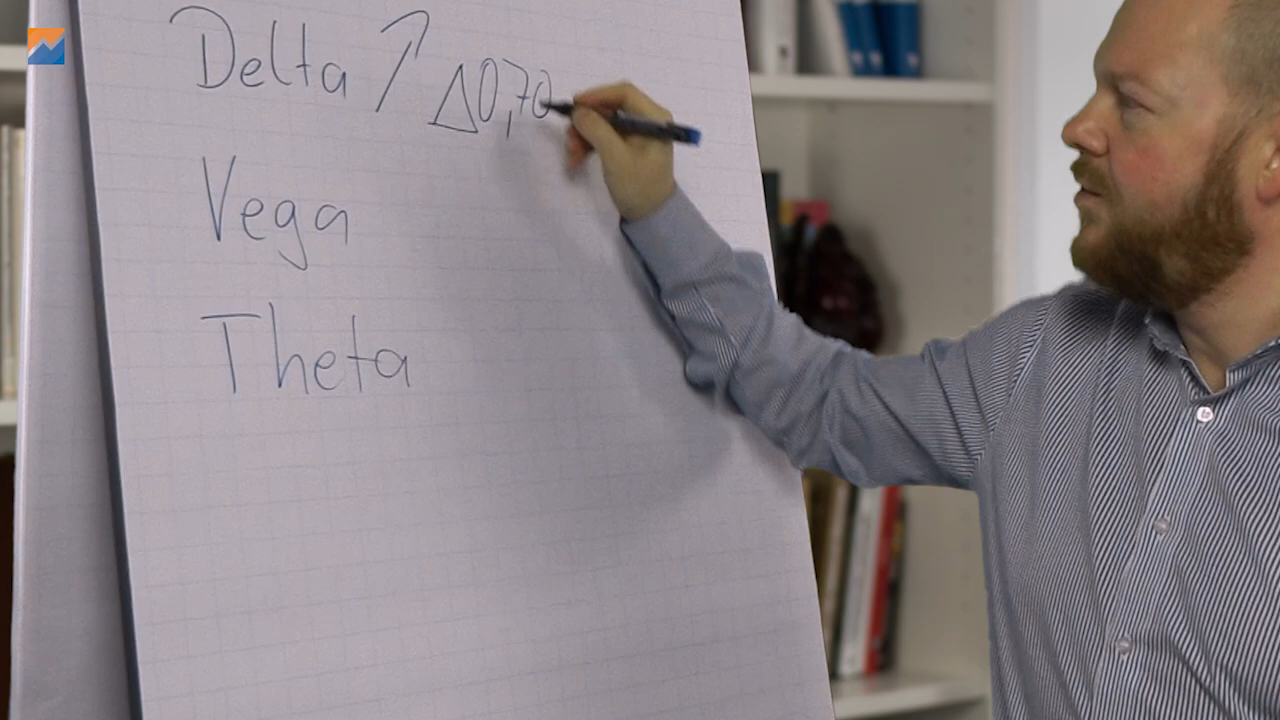 Delta ↗ Δ0,70
Vega
Theta